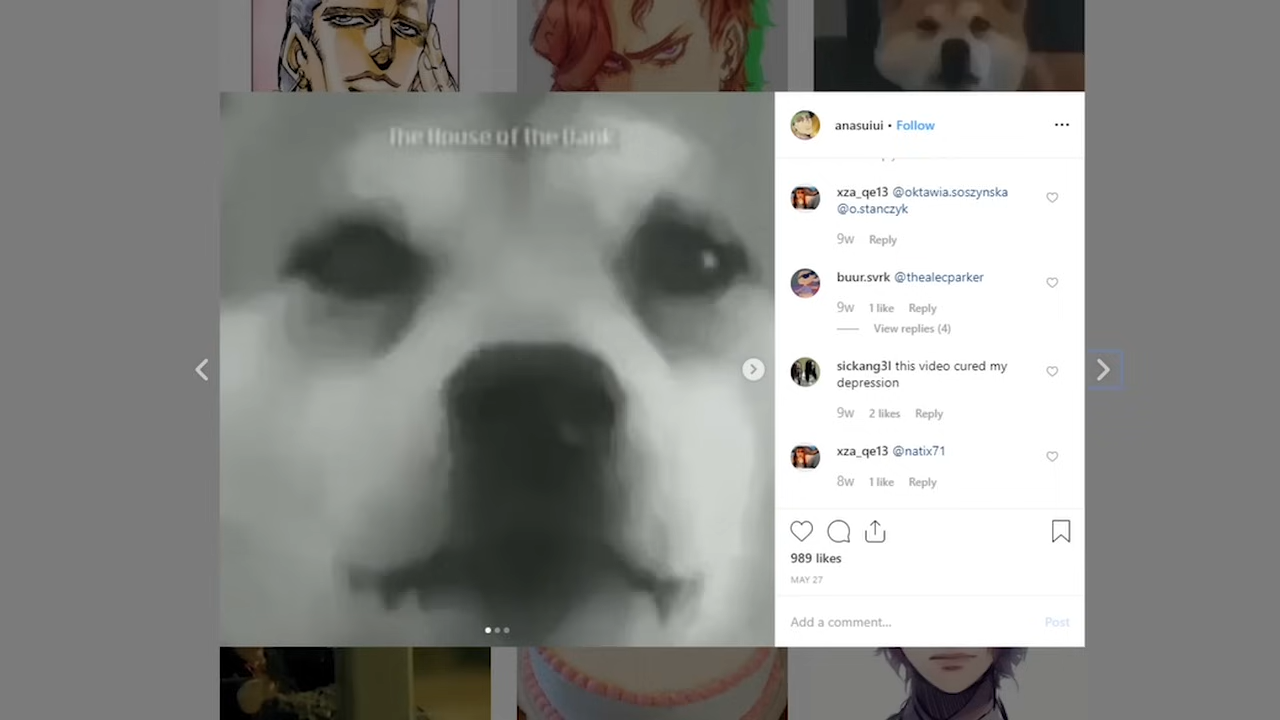 The House of The Dank
anasuiui • Follow
xza_qe13 @oktawia.soszynska
@o.stanczyk
9w Reply
buur.svrk @thealecparker
9w 1 like Reply
View replies (4)
sickang3l this video cured my
depression
9w 2 likes Reply
xza_qe13 @natix71
8w 1 like Reply
989 likes
MAY 27
Add a comment... Post